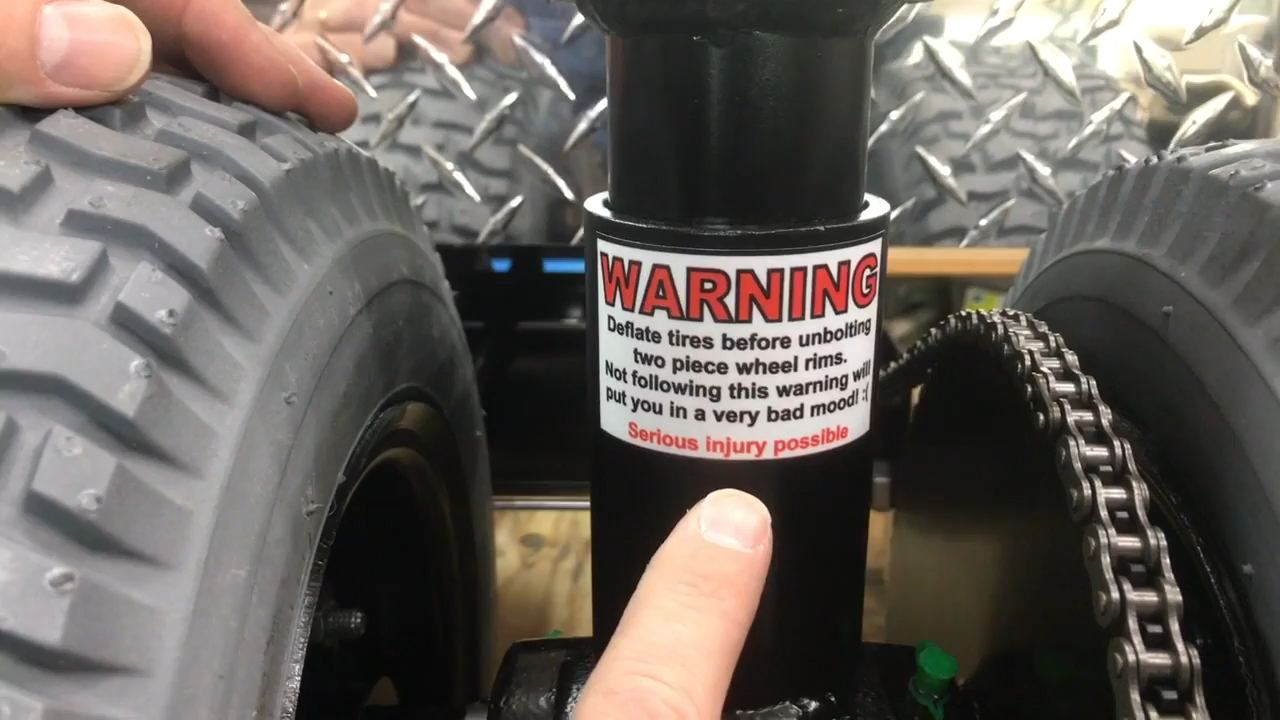 WARNING
Deflate tires before unbolting
two piece wheel rims.
Not following this warning will
put you in a very bad mood! :(
Serious injury possible